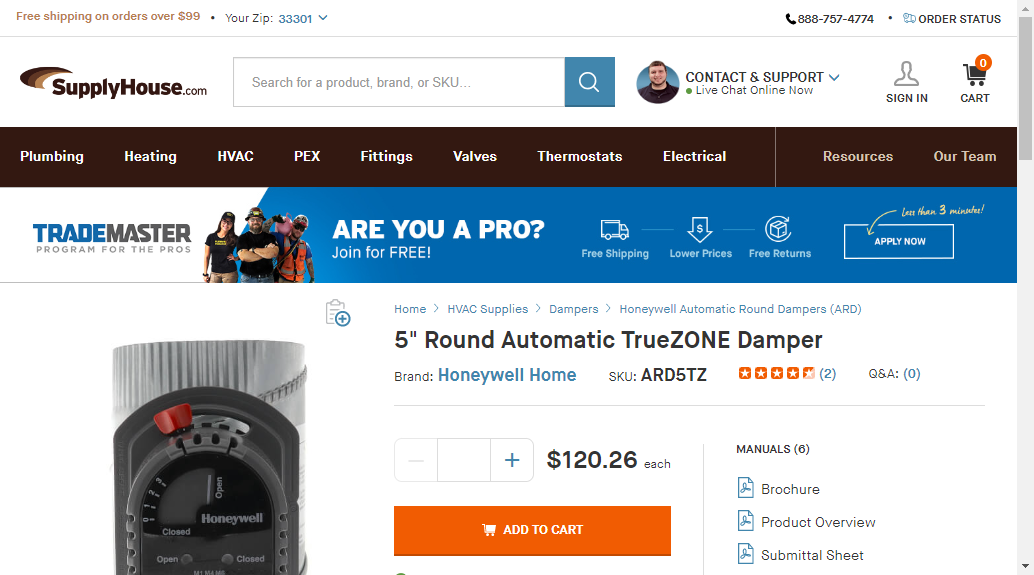 Free shipping on orders over $99 • Your Zip: 33301
888-757-4774 • ORDER STATUS
SupplyHouse.com
Search for a product, brand, or SKU...
CONTACT & SUPPORT
Live Chat Online Now
SIGN IN
0
CART
Plumbing Heating HVAC PEX Fittings Valves Thermostats Electrical Resources Our Team
TRADEMASTER
PROGRAM FOR THE PROS
ARE YOU A PRO?
Join for FREE!
$
Free Shipping Lower Prices Free Returns
Less than 3 minutes!
APPLY NOW
Home > HVAC Supplies > Dampers > Honeywell Automatic Round Dampers (ARD)
5" Round Automatic TrueZONE Damper
Brand: Honeywell Home SKU: ARD5TZ (2) Q&A: (0)
$120.26 each
ADD TO CART
MANUALS (6)
Brochure
Product Overview
Submittal Sheet
Open
0 1 2 3
Honeywell
Closed
Open Closed
M1 M4 M6